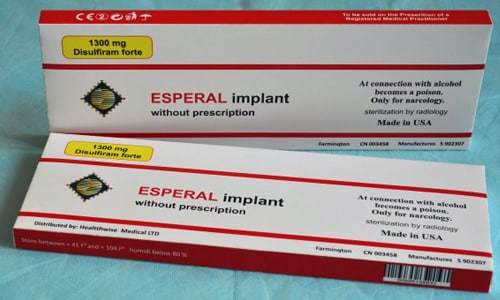 To be sold on the Presention of a
Registered Medical Practitioner
1300 mg
Disulfiram forte
ESPERAL implant
without prescription
At connection with alcohol
becomes a poison.
Only for narcology.
sterilization by radiology
Made in USA
Farmington CN 003458 Manufactures S 902307
1300 mg
Disulfiram forte
ESPERAL implant
without prescription
At connection with alcohol
becomes a poison.
Only for narcology.
sterilization by radiology
Made in USA
Distributed by: Healtthwise Medical LTD
Farmington CN 003458 Manufactures S 902307
Store between + 41 F° and + 104 F° humidi below 80 %